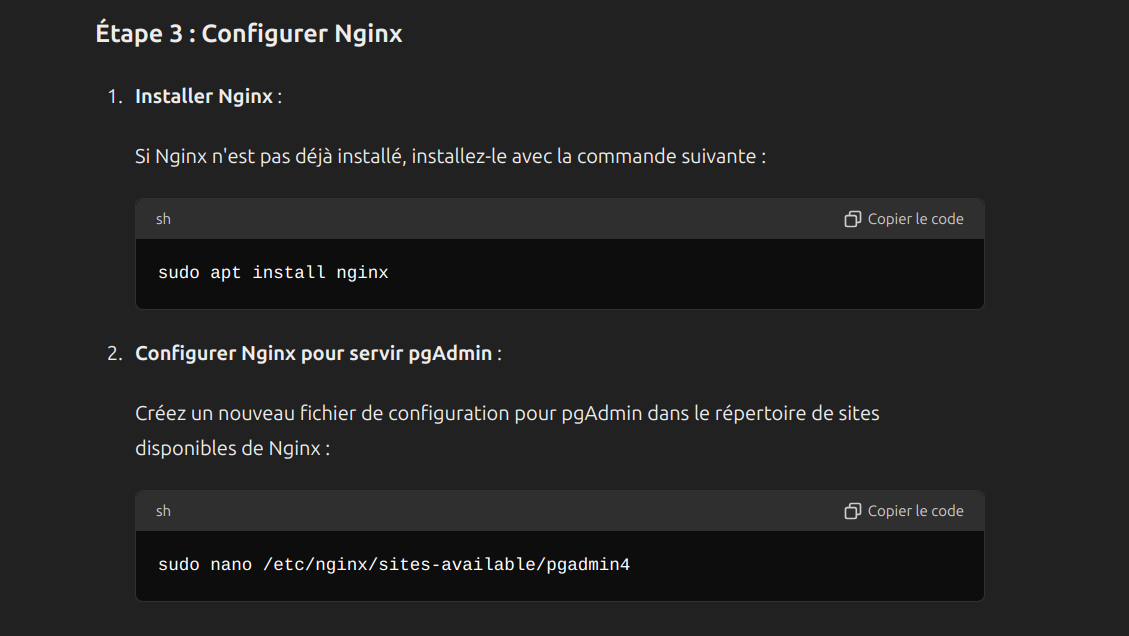 Étape 3 : Configurer Nginx
1. Installer Nginx :
Si Nginx n'est pas déjà installé, installez-le avec la commande suivante :
sh Copier le code
sudo apt install nginx
2. Configurer Nginx pour servir pgAdmin :
Créez un nouveau fichier de configuration pour pgAdmin dans le répertoire de sites
disponibles de Nginx :
sh Copier le code
sudo nano /etc/nginx/sites-available/pgadmin4